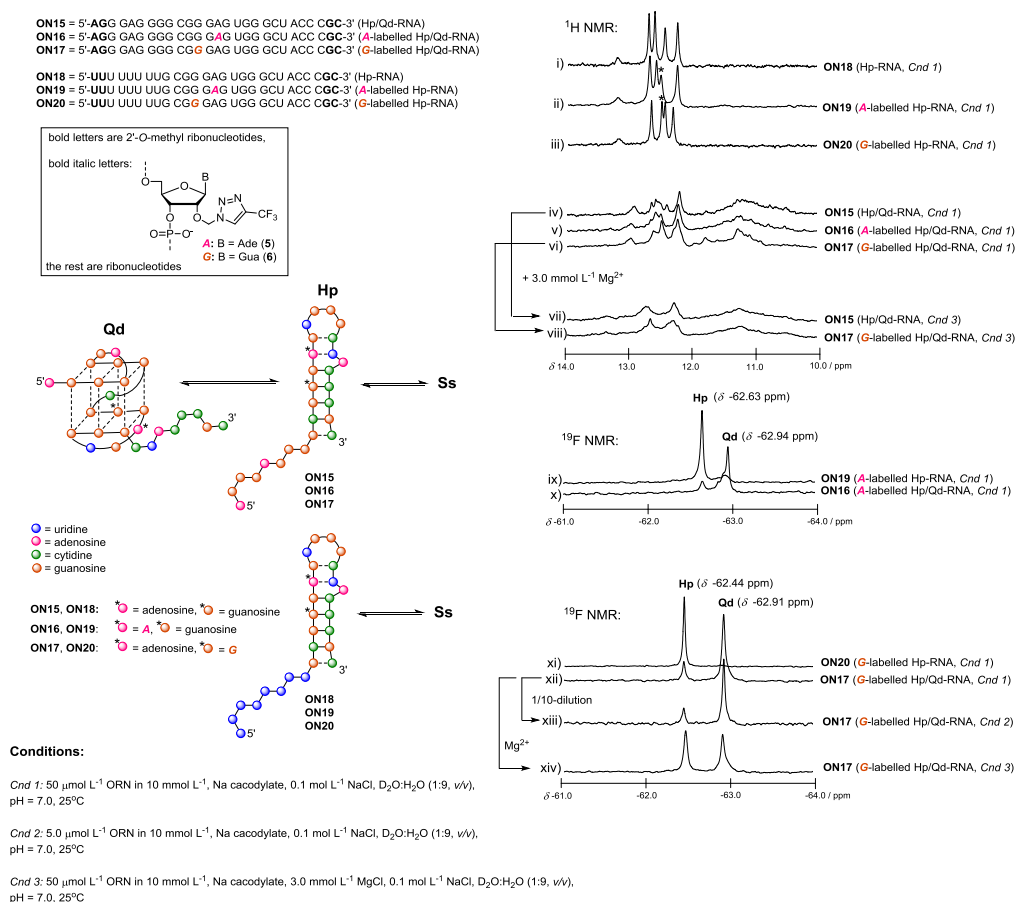 ON15 = 5'-AGG GAG GGG GCG GGAG UGG GCU ACC CGC-3' (Hp/Qd-RNA)
ON16 = 5'-AGG GAG GGG CGG GAG UGG GCU ACC CGC-3' (A-labelled Hp/Qd-RNA)
ON17 = 5'-AGG GAG GGG CGG GAG UGG GCU ACC CGC-3' (G-labelled Hp/Qd-RNA)
ON18 = 5'-UUU UUU UUG CGG GAG UGG GCU ACC CGC-3' (Hp-RNA)
ON19 = 5'-UUU UUU UUG CGG GAG UGG GCU ACC CGC-3' (A-labelled Hp-RNA)
ON20 = 5'-UUU UUU UUG CGG GAG UGG GCU ACC CGC-3' (G-labelled Hp-RNA)
bold letters are 2'-O-methyl ribonucleotides,
bold italic letters:
O
O
B
O
O
N
N
N
CF3
O=P-O-
A: B = Ade (5)
G: B = Gua (6)
the rest are ribonucleotides
Qd
5'
*
*
3'
Hp
*
*
3'
5'
Ss
ON15
ON16
ON17
= uridine
= adenosine
= cytidine
= guanosine
ON15, ON18: * = adenosine, * = guanosine
ON16, ON19: * = A, * = guanosine
ON17, ON20: * = adenosine, * = G
*
*
3'
5'
Ss
ON18
ON19
ON20
Conditions:
Cnd 1: 50 μmol L-1 ORN in 10 mmol L-1, Na cacodylate, 0.1 mol L-1 NaCl, D2O:H2O (1:9, v/v),
pH = 7.0, 25oC
Cnd 2: 5.0 μmol L-1 ORN in 10 mmol L-1, Na cacodylate, 0.1 mol L-1 NaCl, D2O:H2O (1:9, v/v),
pH = 7.0, 25oC
Cnd 3: 50 μmol L-1 ORN in 10 mmol L-1, Na cacodylate, 3.0 mmol L-1 MgCl, 0.1 mol L-1 NaCl, D2O:H2O (1:9, v/v),
pH = 7.0, 25oC
1H NMR:
i) ON18 (Hp-RNA, Cnd 1)
*
ii) ON19 (A-labelled Hp-RNA, Cnd 1)
*
iii) ON20 (G-labelled Hp-RNA, Cnd 1)
iv) ON15 (Hp/Qd-RNA, Cnd 1)
v) ON16 (A-labelled Hp/Qd-RNA, Cnd 1)
vi) ON17 (G-labelled Hp/Qd-RNA, Cnd 1)
+ 3.0 mmol L-1 Mg2+
vii) ON15 (Hp/Qd-RNA, Cnd 3)
viii) ON17 (G-labelled Hp/Qd-RNA, Cnd 3)
δ 14.0 13.0 12.0 11.0 10.0 / ppm
Hp (δ -62.63 ppm)
19F NMR:
Qd (δ -62.94 ppm)
ix) ON19 (A-labelled Hp-RNA, Cnd 1)
x) ON16 (A-labelled Hp/Qd-RNA, Cnd 1)
δ -61.0 -62.0 -63.0 -64.0 / ppm
Hp (δ -62.44 ppm)
19F NMR:
Qd (δ -62.91 ppm)
xi) ON20 (G-labelled Hp-RNA, Cnd 1)
xii) ON17 (G-labelled Hp/Qd-RNA, Cnd 1)
1/10-dilution
xiii) ON17 (G-labelled Hp/Qd-RNA, Cnd 2)
Mg2+
xiv) ON17 (G-labelled Hp/Qd-RNA, Cnd 3)
δ -61.0 -62.0 -63.0 -64.0 / ppm